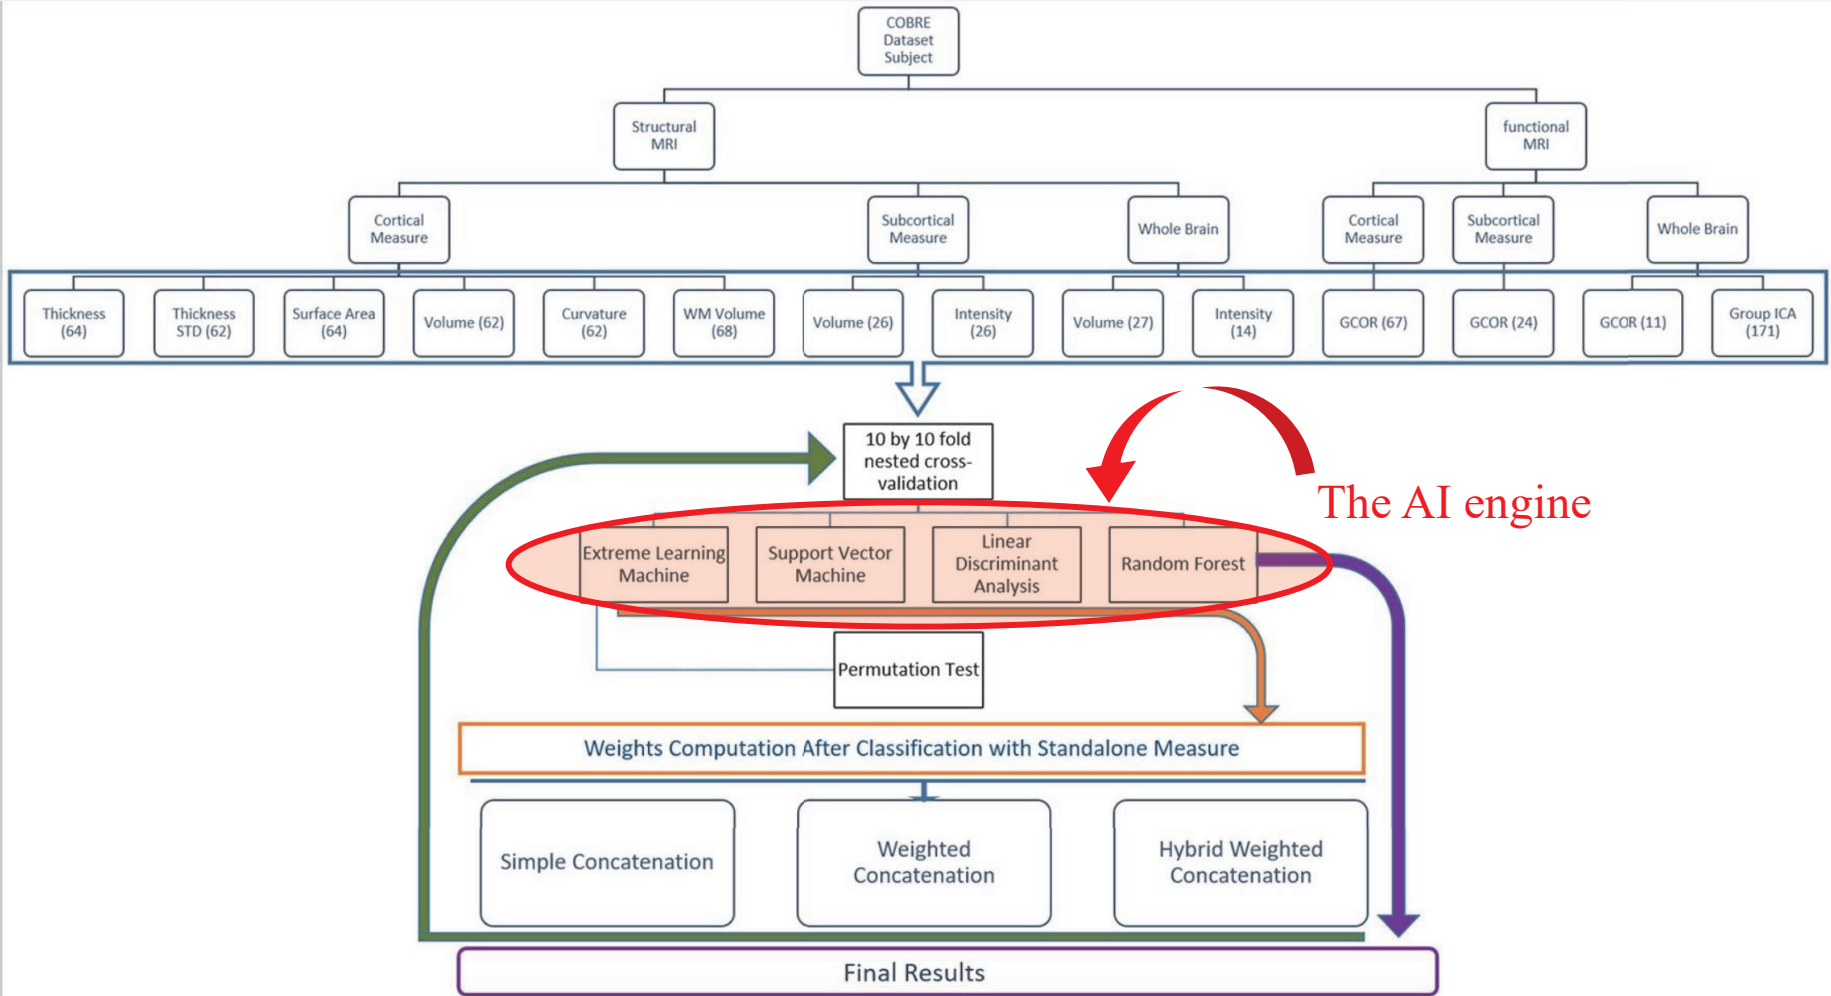 COBRE
Dataset
Subject
Structural
MRI
functional
MRI
Cortical
Measure
Subcortical
Measure
Whole Brain
Cortical
Measure
Subcortical
Measure
Whole Brain
Thickness
(64)
Thickness
STD (62)
Surface Area
(64)
Volume (62)
Curvature
(62)
WM Volume
(68)
Volume (26)
Intensity
(26)
Volume (27)
Intensity
(14)
GCOR (67)
GCOR (24)
GCOR (11)
Group ICA
(171)
10 by 10 fold
nested cross-
validation
The AI engine
Extreme Learning
Machine
Support Vector
Machine
Linear
Discriminant
Analysis
Random Forest
Permutation Test
Weights Computation After Classification with Standalone Measure
Simple Concatenation
Weighted
Concatenation
Hybrid Weighted
Concatenation
Final Results